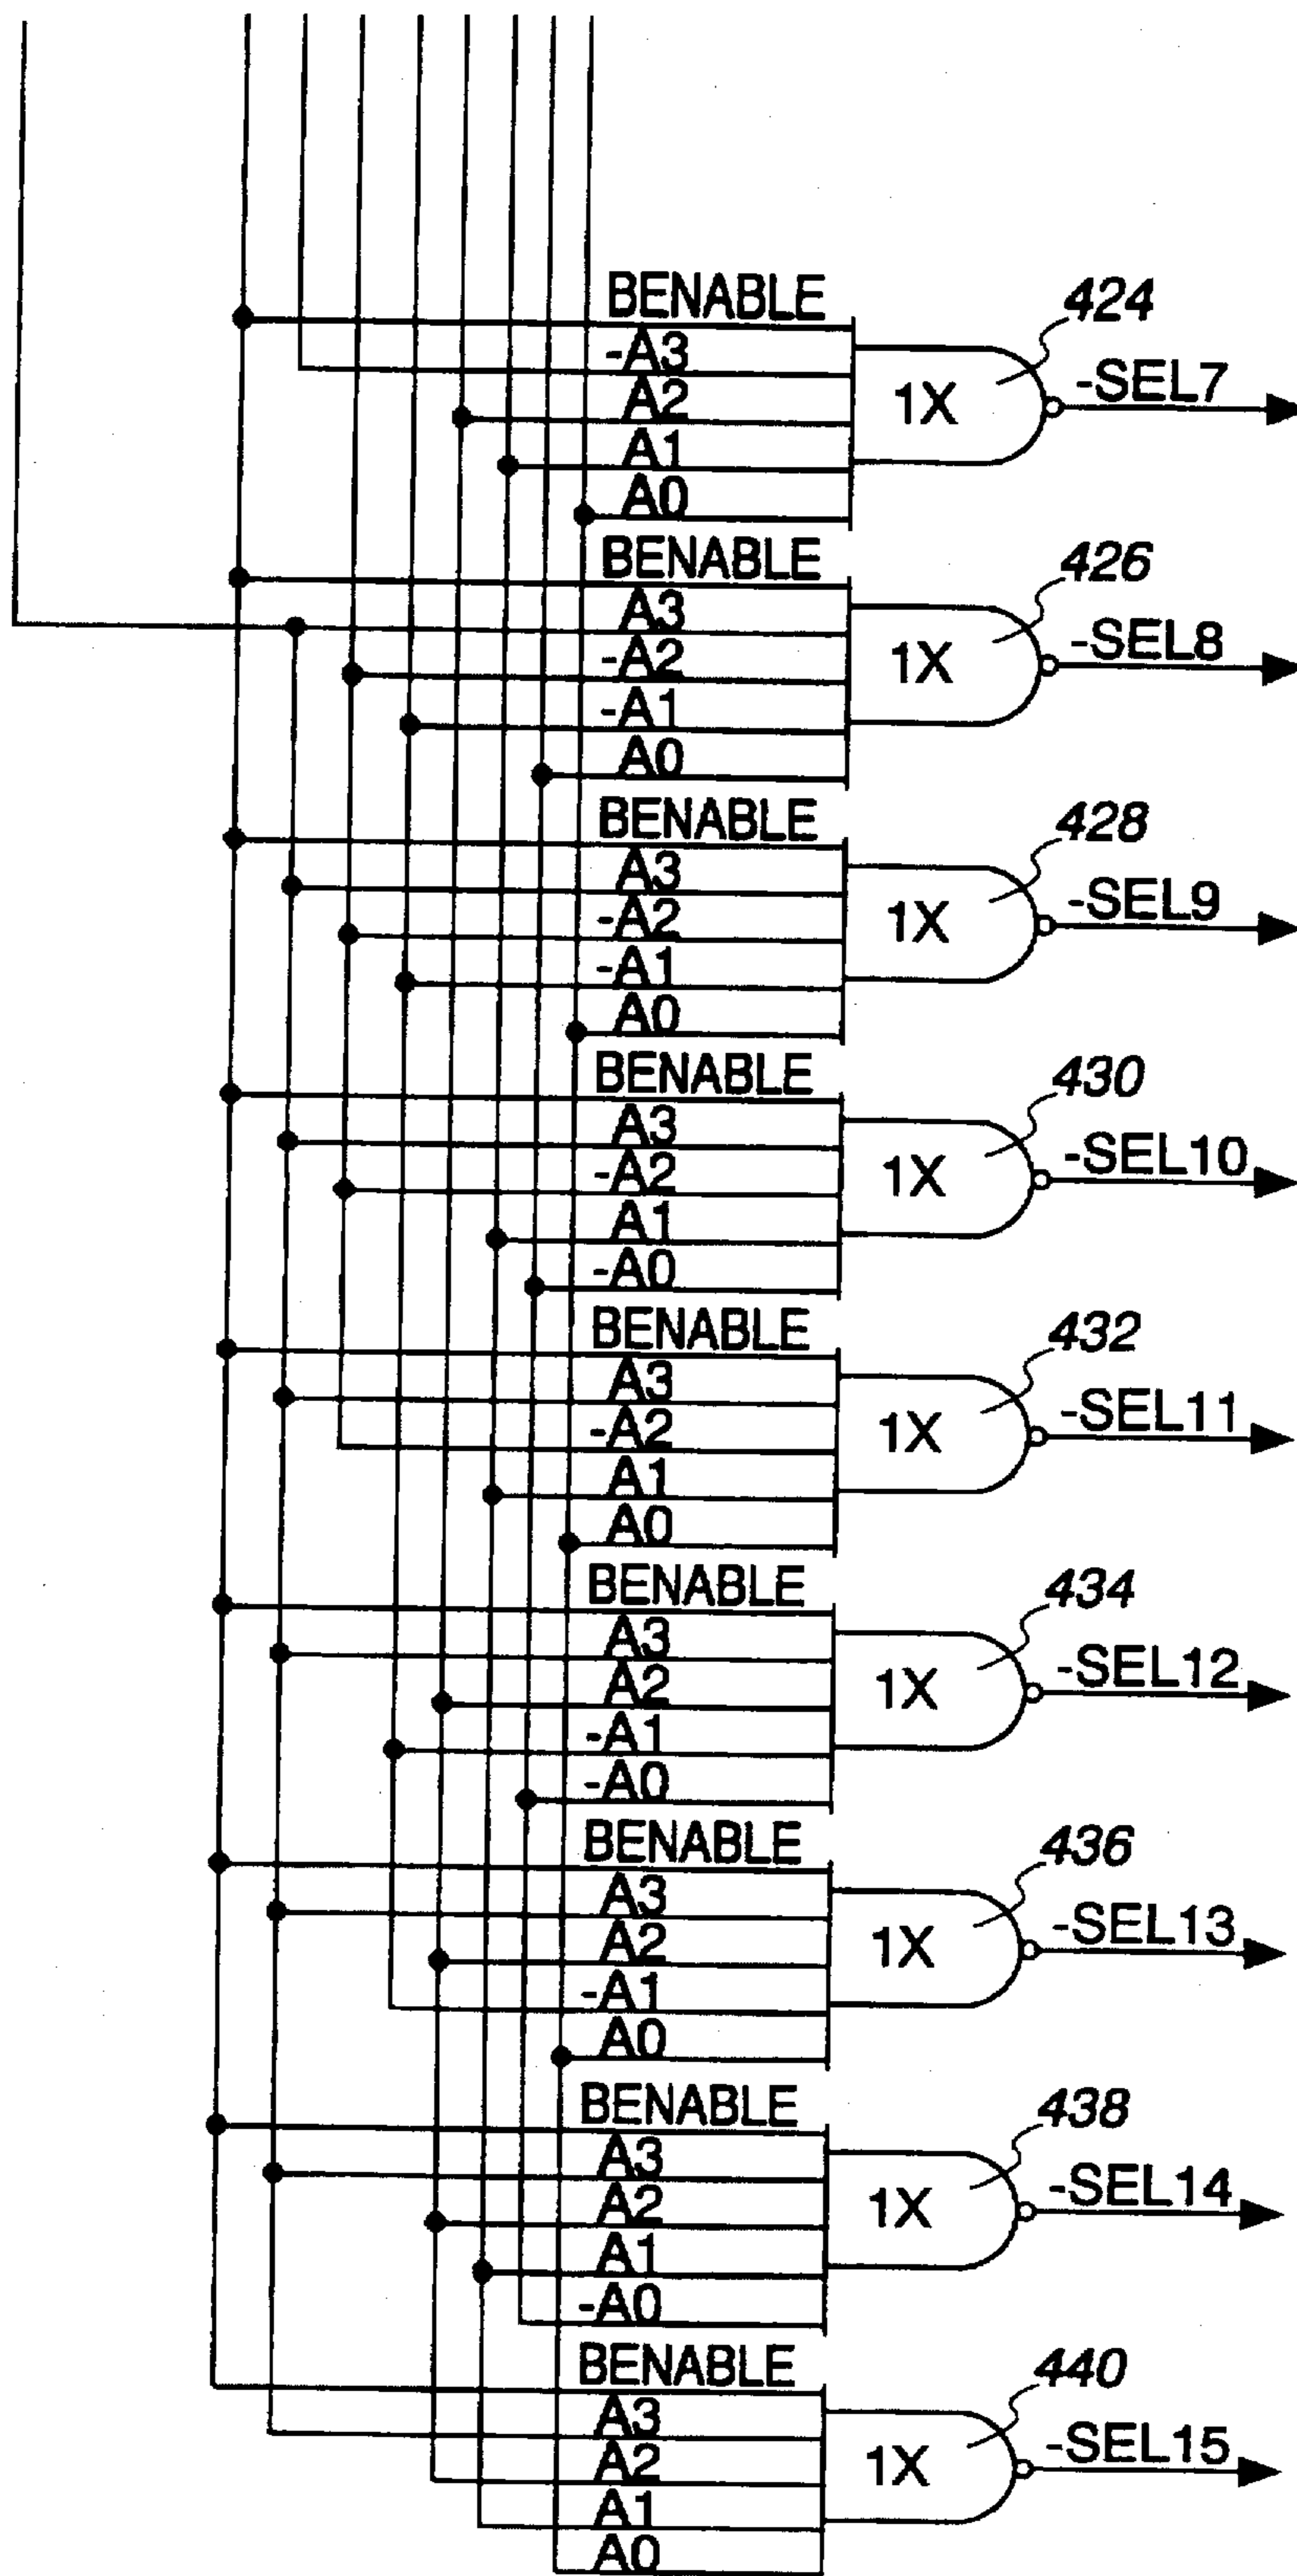 BENABLE
424
-A3
-SEL7
A2
1X
A1
A0
BENABLE
426
A3
-SEL8
-A2
1X
-A1
A0
BENABLE
428
A3
-SEL9
-A2
1X
-A1
A0
BENABLE
430
A3
-SEL10
-A2
1X
A1
-A0
BENABLE
432
A3
-SEL11
-A2
1X
A1
A0
BENABLE
434
A3
-SEL12
A2
1X
-A1
-A0
BENABLE
436
A3
-SEL13
A2
1X
-A1
A0
BENABLE
438
A3
-SEL14
A2
1X
A1
-A0
BENABLE
440
A3
-SEL15
A2
1X
A1
A0